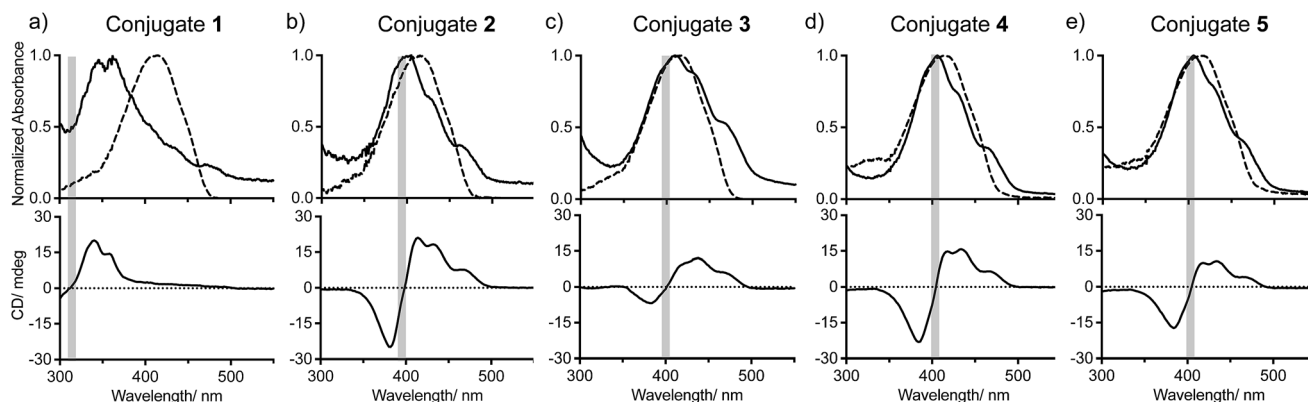 a) Conjugate 1
b) Conjugate 2
c) Conjugate 3
d) Conjugate 4
e) Conjugate 5
Normalized Absorbance
1.0 1.0 1.0 1.0 1.0
0.5 0.5 0.5 0.5 0.5
0.0 0.0 0.0 0.0 0.0
CD/ mdeg
30 30 30 30 30
15 15 15 15 15
0 0 0 0 0
-15 -15 -15 -15 -15
-30 -30 -30 -30 -30
300 400 500 300 400 500 300 400 500 300 400 500 300 400 500
Wavelength/ nm Wavelength/ nm Wavelength/ nm Wavelength/ nm Wavelength/ nm